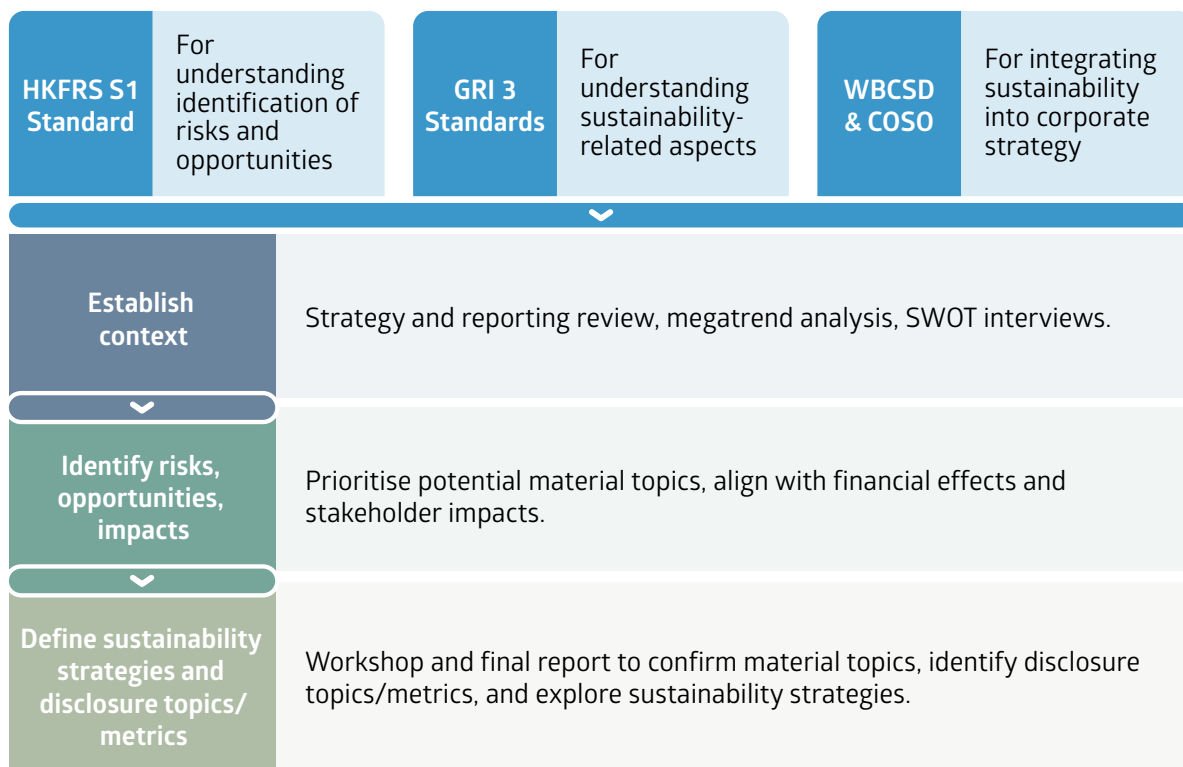 HKFRS S1
Standard
For
understanding
identification of
risks and
opportunities
GRI 3
Standards
For
understanding
sustainability-
related aspects
WBCSD
& COSO
For integrating
sustainability
into corporate
strategy
Establish
context
Strategy and reporting review, megatrend analysis, SWOT interviews.
Identify risks,
opportunities,
impacts
Prioritise potential material topics, align with financial effects and
stakeholder impacts.
Define sustainability
strategies and
disclosure topics/
metrics
Workshop and final report to confirm material topics, identify disclosure
topics/metrics, and explore sustainability strategies.